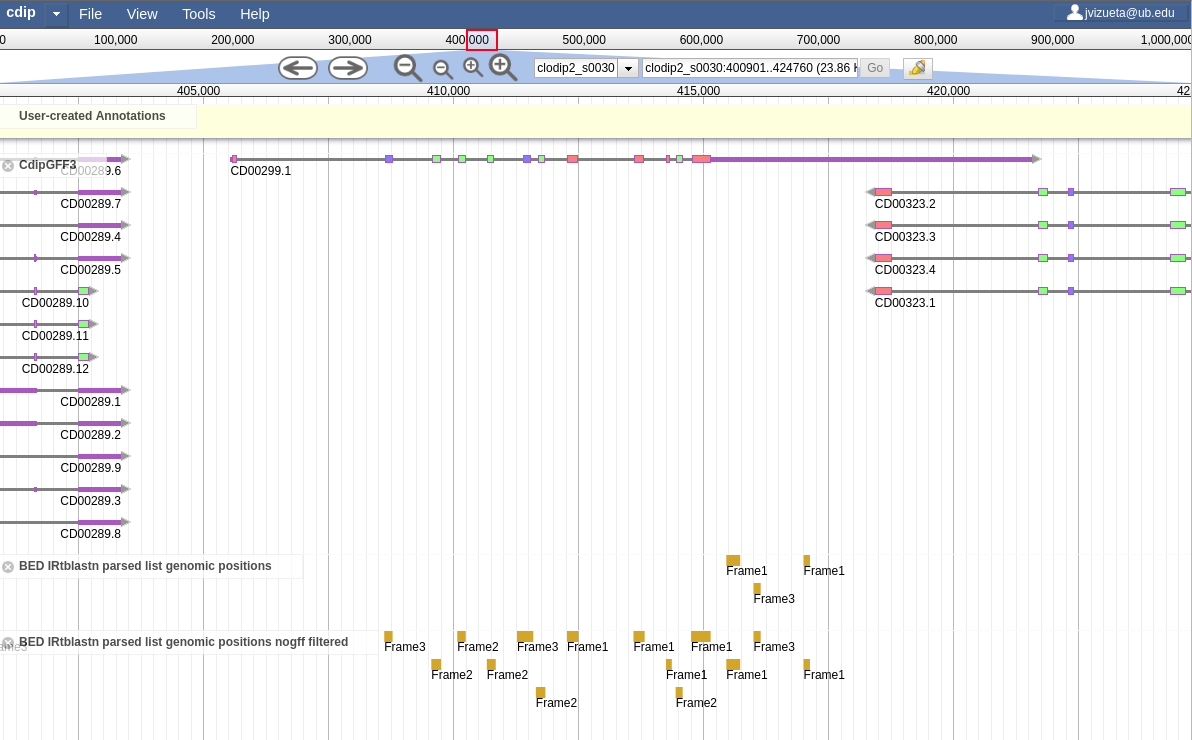 cdip File View Tools Help jvizueta@ub.edu
0 100,000 200,000 300,000 400,000 500,000 600,000 700,000 800,000 900,000 1,000,000
clodip2_s0030 clodip2_s0030:400901..424760 (23.86 Go
405,000 410,000 415,000 420,000 42
User-created Annotations
CdipGFF3
CD00289.6 CD00299.1
CD00289.7 CD00323.2
CD00289.4 CD00323.3
CD00289.5 CD00323.4
CD00289.10 CD00323.1
CD00289.11
CD00289.12
CD00289.1
CD00289.2
CD00289.9
CD00289.3
CD00289.8
BED IRtblastn parsed list genomic positions
Frame1 Frame1
Frame3
BED IRtblastn parsed list genomic positions nogff filtered
Frame3 Frame2 Frame3 Frame1 Frame1 Frame1 Frame3
Frame2 Frame2 Frame1 Frame1 Frame1
Frame2 Frame2